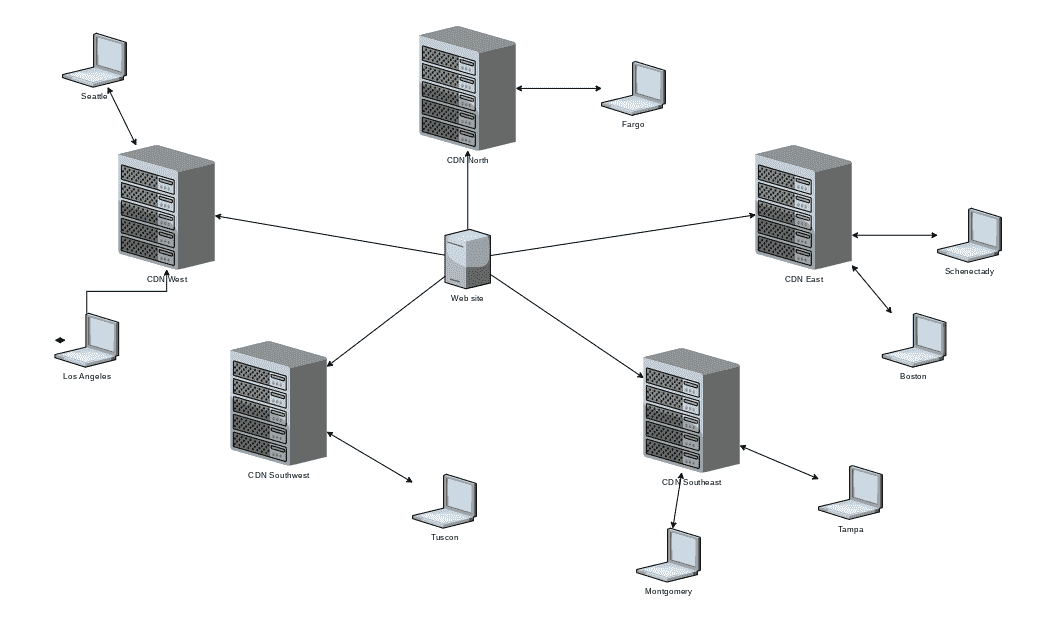 Seattle
CDN North
Fargo
CDN West
CDN East
Schenectady
Web site
Los Angeles
Boston
CDN Southwest
CDN Southeast
Tuscon
Tampa
Montgomery